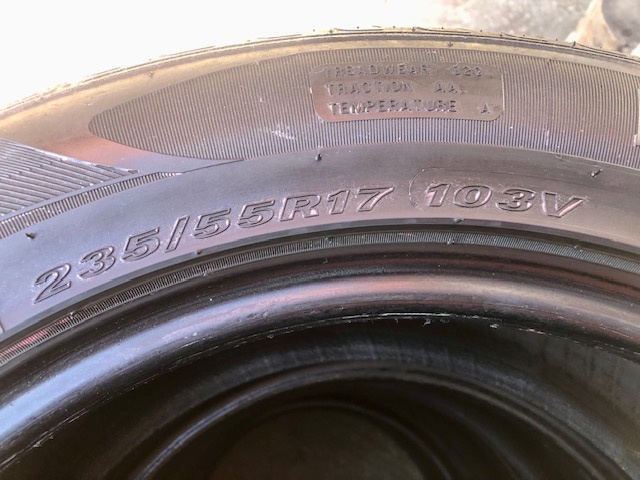 TREADWEAR 320
TRACTION AA
TEMPERATURE A
235/55R17 103V